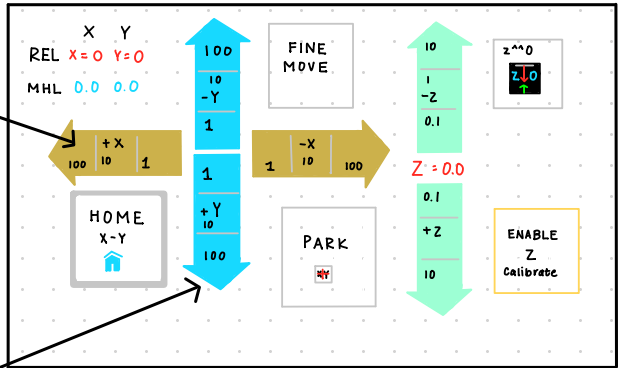 X Y
REL X=0 Y=0
MHL 0.0 0.0
100
10
-Y
1
+X
100 10 1
1
+Y
10
100
-X
1 10 100
FINE
MOVE
HOME
X-Y
PARK
10
1
-Z
0.1
Z=0.0
0.1
+Z
10
z^^0
Z 0
ENABLE
Z
Calibrate